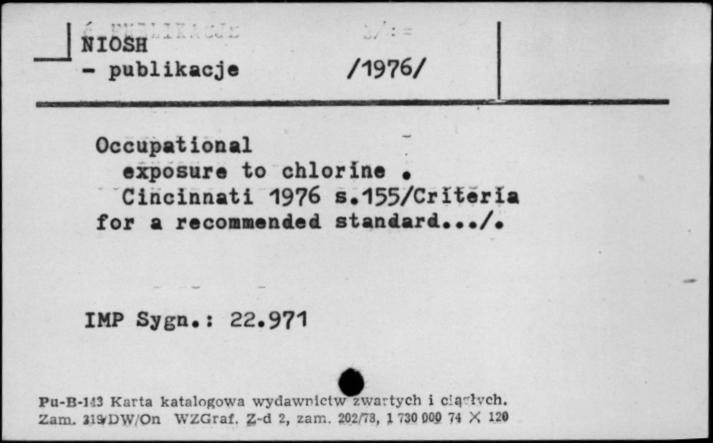 NIOSH
- publikacje /1976/
Occupational
exposure to chlorine .
Cincinnati 1976 s.155/Criteria
for a recommended standard.../.
IMP Sygn.: 22.971
Pu-B-143 Karta katalogowa wydawnictw zwartych i ciągłych.
Zam. 319/DW/On WZGraf. Z-d 2, zam. 202/73, 1 730 000 74 X 120